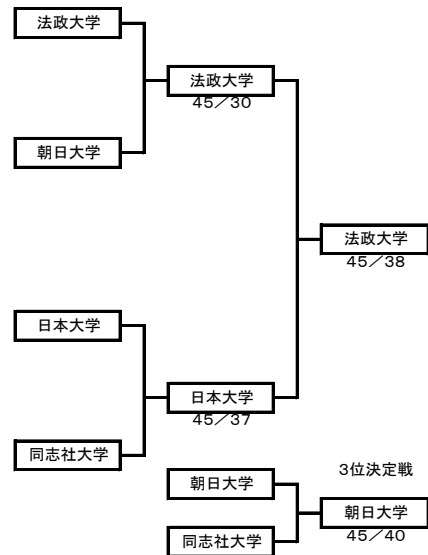 法政大学
法政大学
45／30
朝日大学
法政大学
45／38
日本大学
日本大学
45／37
同志社大学
3位決定戦
朝日大学
朝日大学
45／40
同志社大学